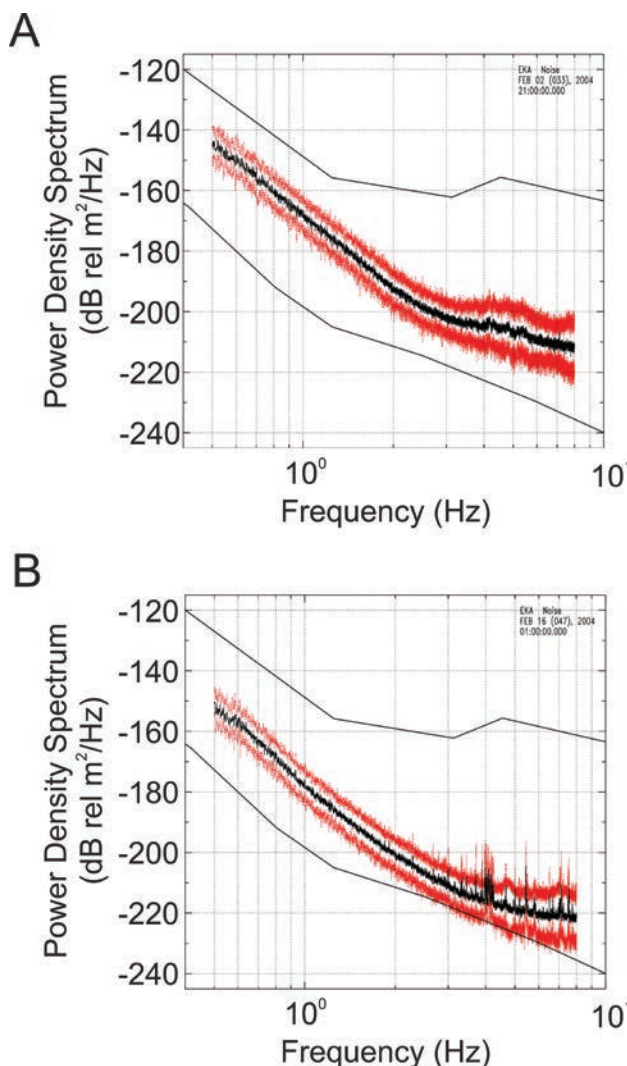 A
EKA Noise
FEB 02 (033), 2004
21:00:00.000
Power Density Spectrum
(dB rel m²/Hz)
-120
-140
-160
-180
-200
-220
-240
10⁰
10¹
Frequency (Hz)
B
EKA Noise
FEB 16 (047), 2004
01:00:00.000
Power Density Spectrum
(dB rel m²/Hz)
-120
-140
-160
-180
-200
-220
-240
10⁰
10¹
Frequency (Hz)